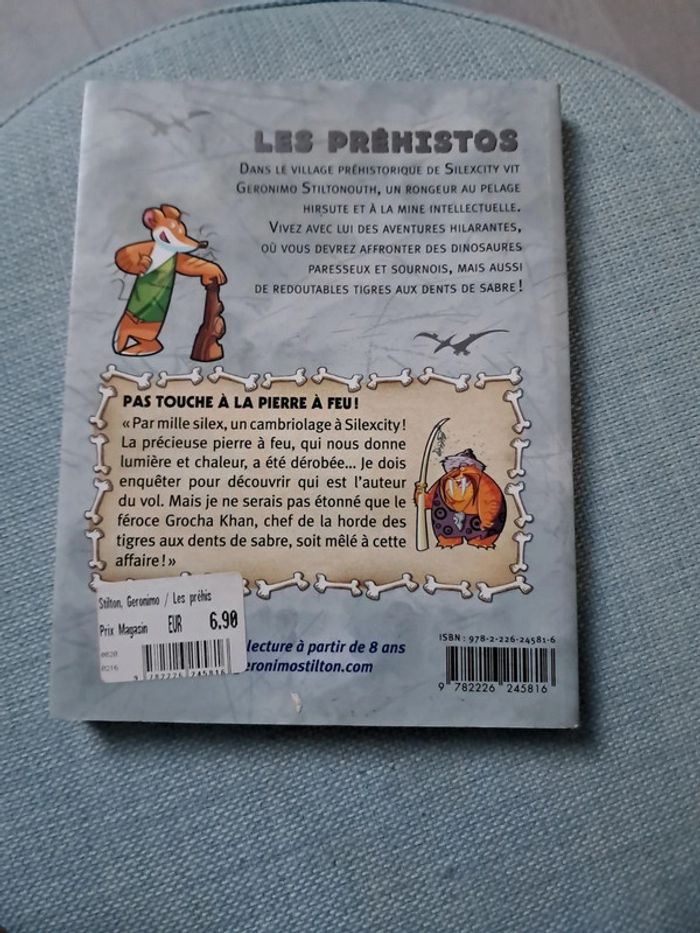 LES PRÉHISTOS
DANS LE VILLAGE PRÉHISTORIQUE DE SILEXCITY VIT
GERONIMO STILTONOUTH, UN RONGEUR AU PELAGE
HIRSUTE ET À LA MINE INTELLECTUELLE.
VIVEZ AVEC LUI DES AVENTURES HILARANTES,
OÙ VOUS DEVREZ AFFRONTER DES DINOSAURES
PARESSEUX ET SOURNOIS, MAIS AUSSI
DE REDOUTABLES TIGRES AUX DENTS DE SABRE !
PAS TOUCHE À LA PIERRE À FEU !
« Par mille silex, un cambriolage à Silexcity !
La précieuse pierre à feu, qui nous donne
lumière et chaleur, a été dérobée... Je dois
enquêter pour découvrir qui est l'auteur
du vol. Mais je ne serais pas étonné que le
féroce Grocha Khan, chef de la horde des
tigres aux dents de sabre, soit mêlé à cette
affaire ! »
Stilton, Geronimo / Les préhis
Prix Magasin EUR 6.90
0820
0216
9 782226 245816
lecture à partir de 8 ans
eronimostilton.com
ISBN : 978-2-226-24581-6
9 782226 245816